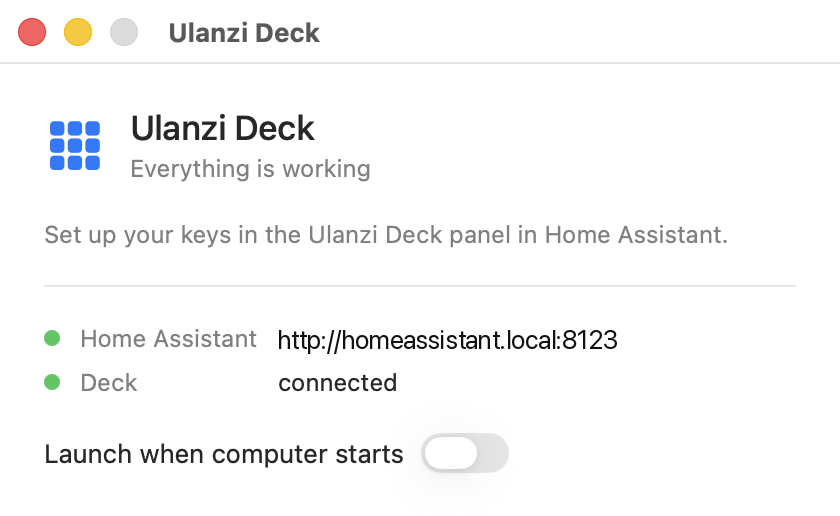 Ulanzi Deck
Ulanzi Deck
Everything is working
Set up your keys in the Ulanzi Deck panel in Home Assistant.
Home Assistant http://homeassistant.local:8123
Deck connected
Launch when computer starts